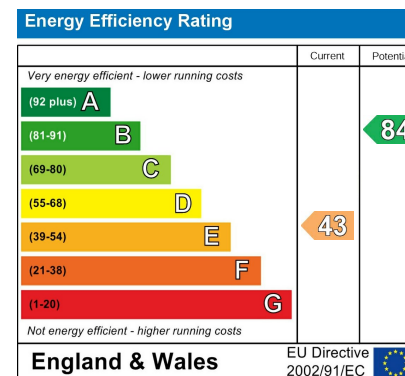 Energy Efficiency Rating
Current Potenti
Very energy efficient - lower running costs
(92 plus) A
(81-91) B
84
(69-80) C
(55-68) D
(39-54) E
43
(21-38) F
(1-20) G
Not energy efficient - higher running costs
England & Wales
EU Directive
2002/91/EC